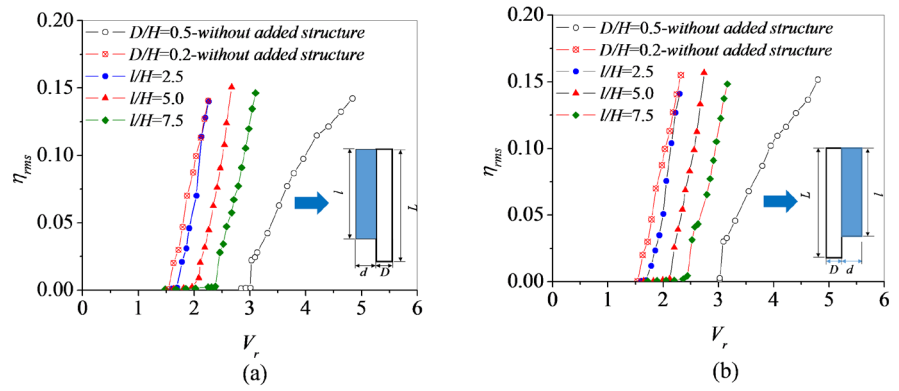 (a)
0.20
0.15
0.10
0.05
0.00
η_rms
D/H=0.5-without added structure
D/H=0.2-without added structure
l/H=2.5
l/H=5.0
l/H=7.5
l
L
d
D
0 1 2 3 4 5 6
V_r
(a)
(b)
0.20
0.15
0.10
0.05
0.00
η_rms
D/H=0.5-without added structure
D/H=0.2-without added structure
l/H=2.5
l/H=5.0
l/H=7.5
L
l
D
d
0 1 2 3 4 5 6
V_r
(b)